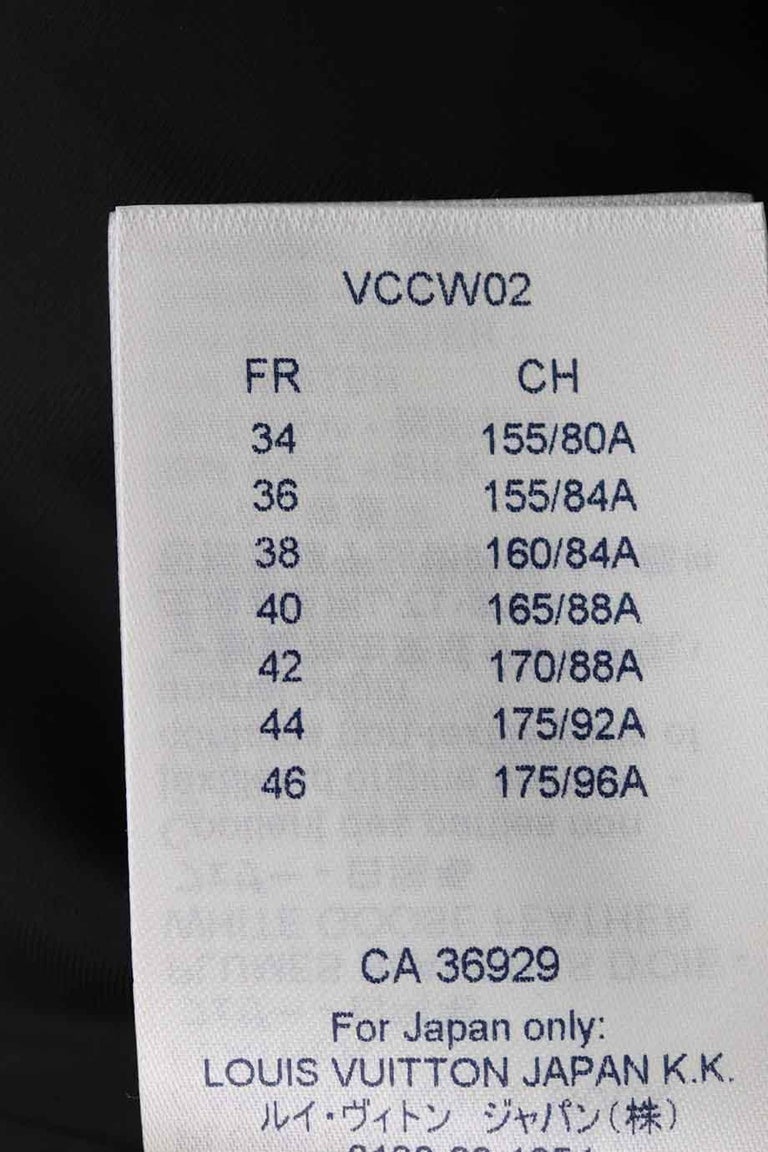 VCCW02
FR CH
34 155/80A
36 155/84A
38 160/84A
40 165/88A
42 170/88A
44 175/92A
46 175/96A
CA 36929
For Japan only:
LOUIS VUITTON JAPAN K.K.
ルイ・ヴィトン ジャパン(株)